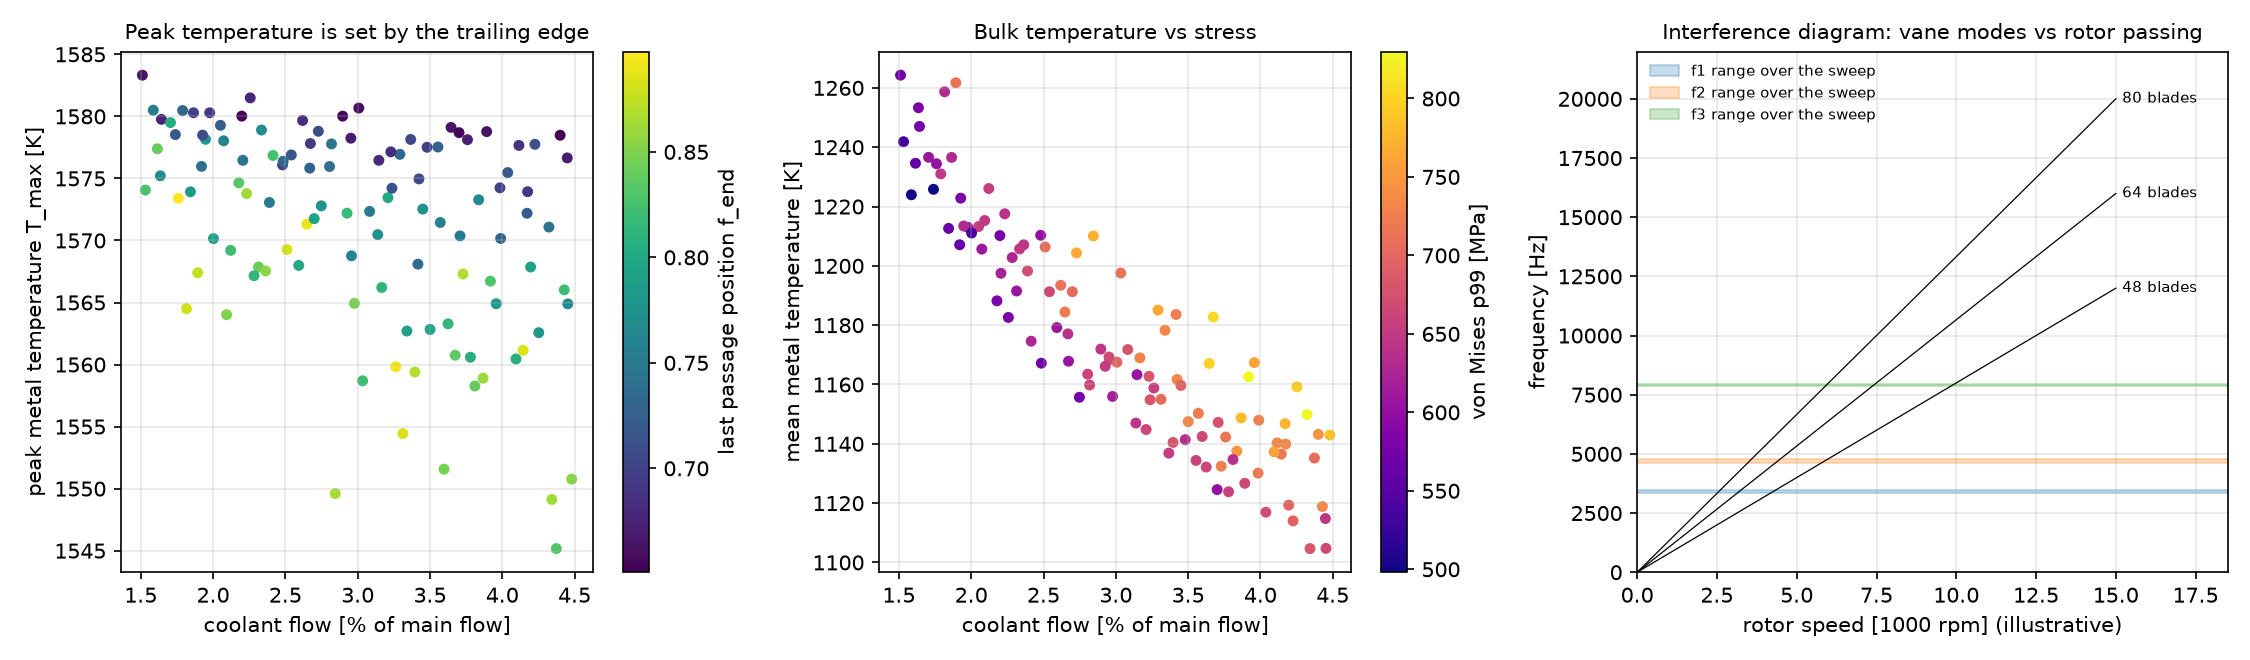 Peak temperature is set by the trailing edge
peak metal temperature T_max [K]
1585
1580
1575
1570
1565
1560
1555
1550
1545
1.5 2.0 2.5 3.0 3.5 4.0 4.5
coolant flow [% of main flow]
0.85
0.80
0.75
0.70
last passage position f_end
Bulk temperature vs stress
mean metal temperature [K]
1260
1240
1220
1200
1180
1160
1140
1120
1100
1.5 2.0 2.5 3.0 3.5 4.0 4.5
coolant flow [% of main flow]
800
750
700
650
600
550
500
von Mises p99 [MPa]
Interference diagram: vane modes vs rotor passing
frequency [Hz]
20000
17500
15000
12500
10000
7500
5000
2500
0
f1 range over the sweep
f2 range over the sweep
f3 range over the sweep
80 blades
64 blades
48 blades
0.0 2.5 5.0 7.5 10.0 12.5 15.0 17.5
rotor speed [1000 rpm] (illustrative)